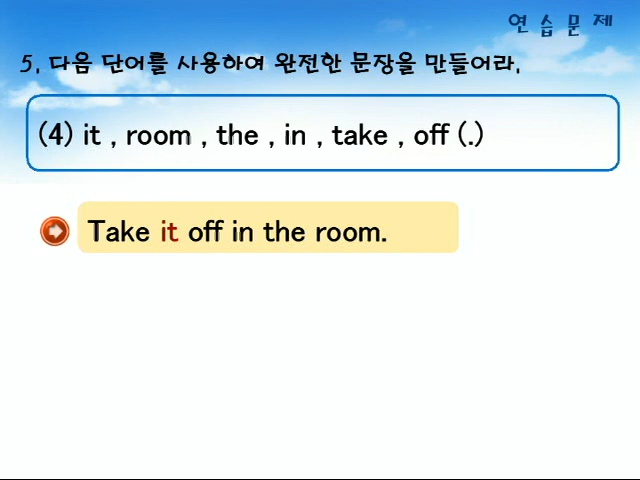 연습문제
5. 다음 단어를 사용하여 완전한 문장을 만들어라.
(4) it , room , the , in , take , off (.)
Take it off in the room.